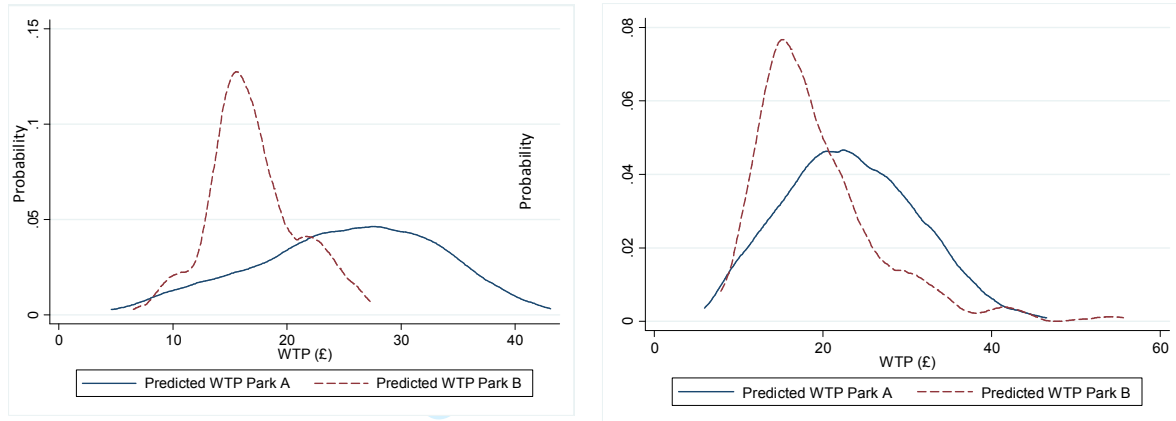 .15
.1
.05
0
Probability
0 10 20 30 40
WTP (£)
Predicted WTP Park A Predicted WTP Park B
.08
.06
.04
.02
0
Probability
0 20 40 60
WTP (£)
Predicted WTP Park A Predicted WTP Park B